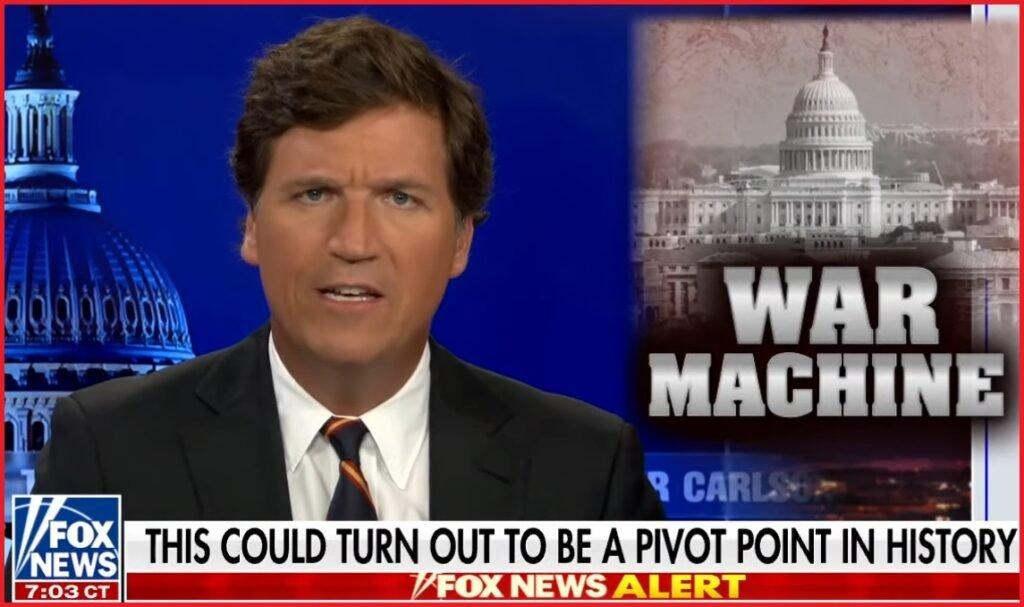 WAR
MACHINE
R CARLS
FOX
NEWS
7:03 CT
THIS COULD TURN OUT TO BE A PIVOT POINT IN HISTORY
FOX NEWS ALERT